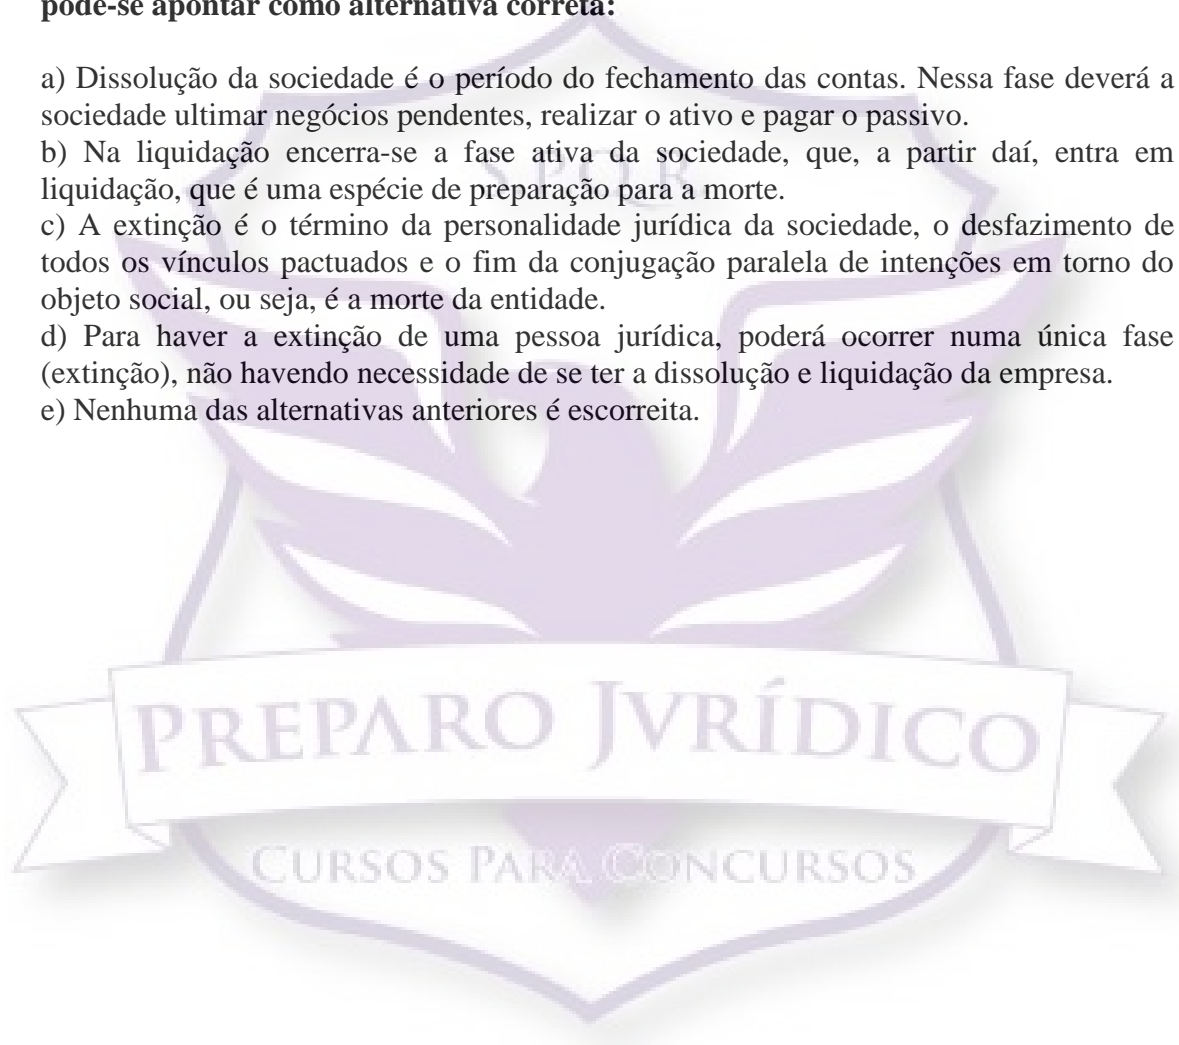 pode-se apontar como alternativa correta:
a) Dissolução da sociedade é o período do fechamento das contas. Nessa fase deverá a
sociedade ultimar negócios pendentes, realizar o ativo e pagar o passivo.
b) Na liquidação encerra-se a fase ativa da sociedade, que, a partir daí, entra em
liquidação, que é uma espécie de preparação para a morte.
c) A extinção é o término da personalidade jurídica da sociedade, o desfazimento de
todos os vínculos pactuados e o fim da conjugação paralela de intenções em torno do
objeto social, ou seja, é a morte da entidade.
d) Para haver a extinção de uma pessoa jurídica, poderá ocorrer numa única fase
(extinção), não havendo necessidade de se ter a dissolução e liquidação da empresa.
e) Nenhuma das alternativas anteriores é escorreita.
SPQR
PREPARO JVRÍDICO
CURSOS PARA CONCURSOS